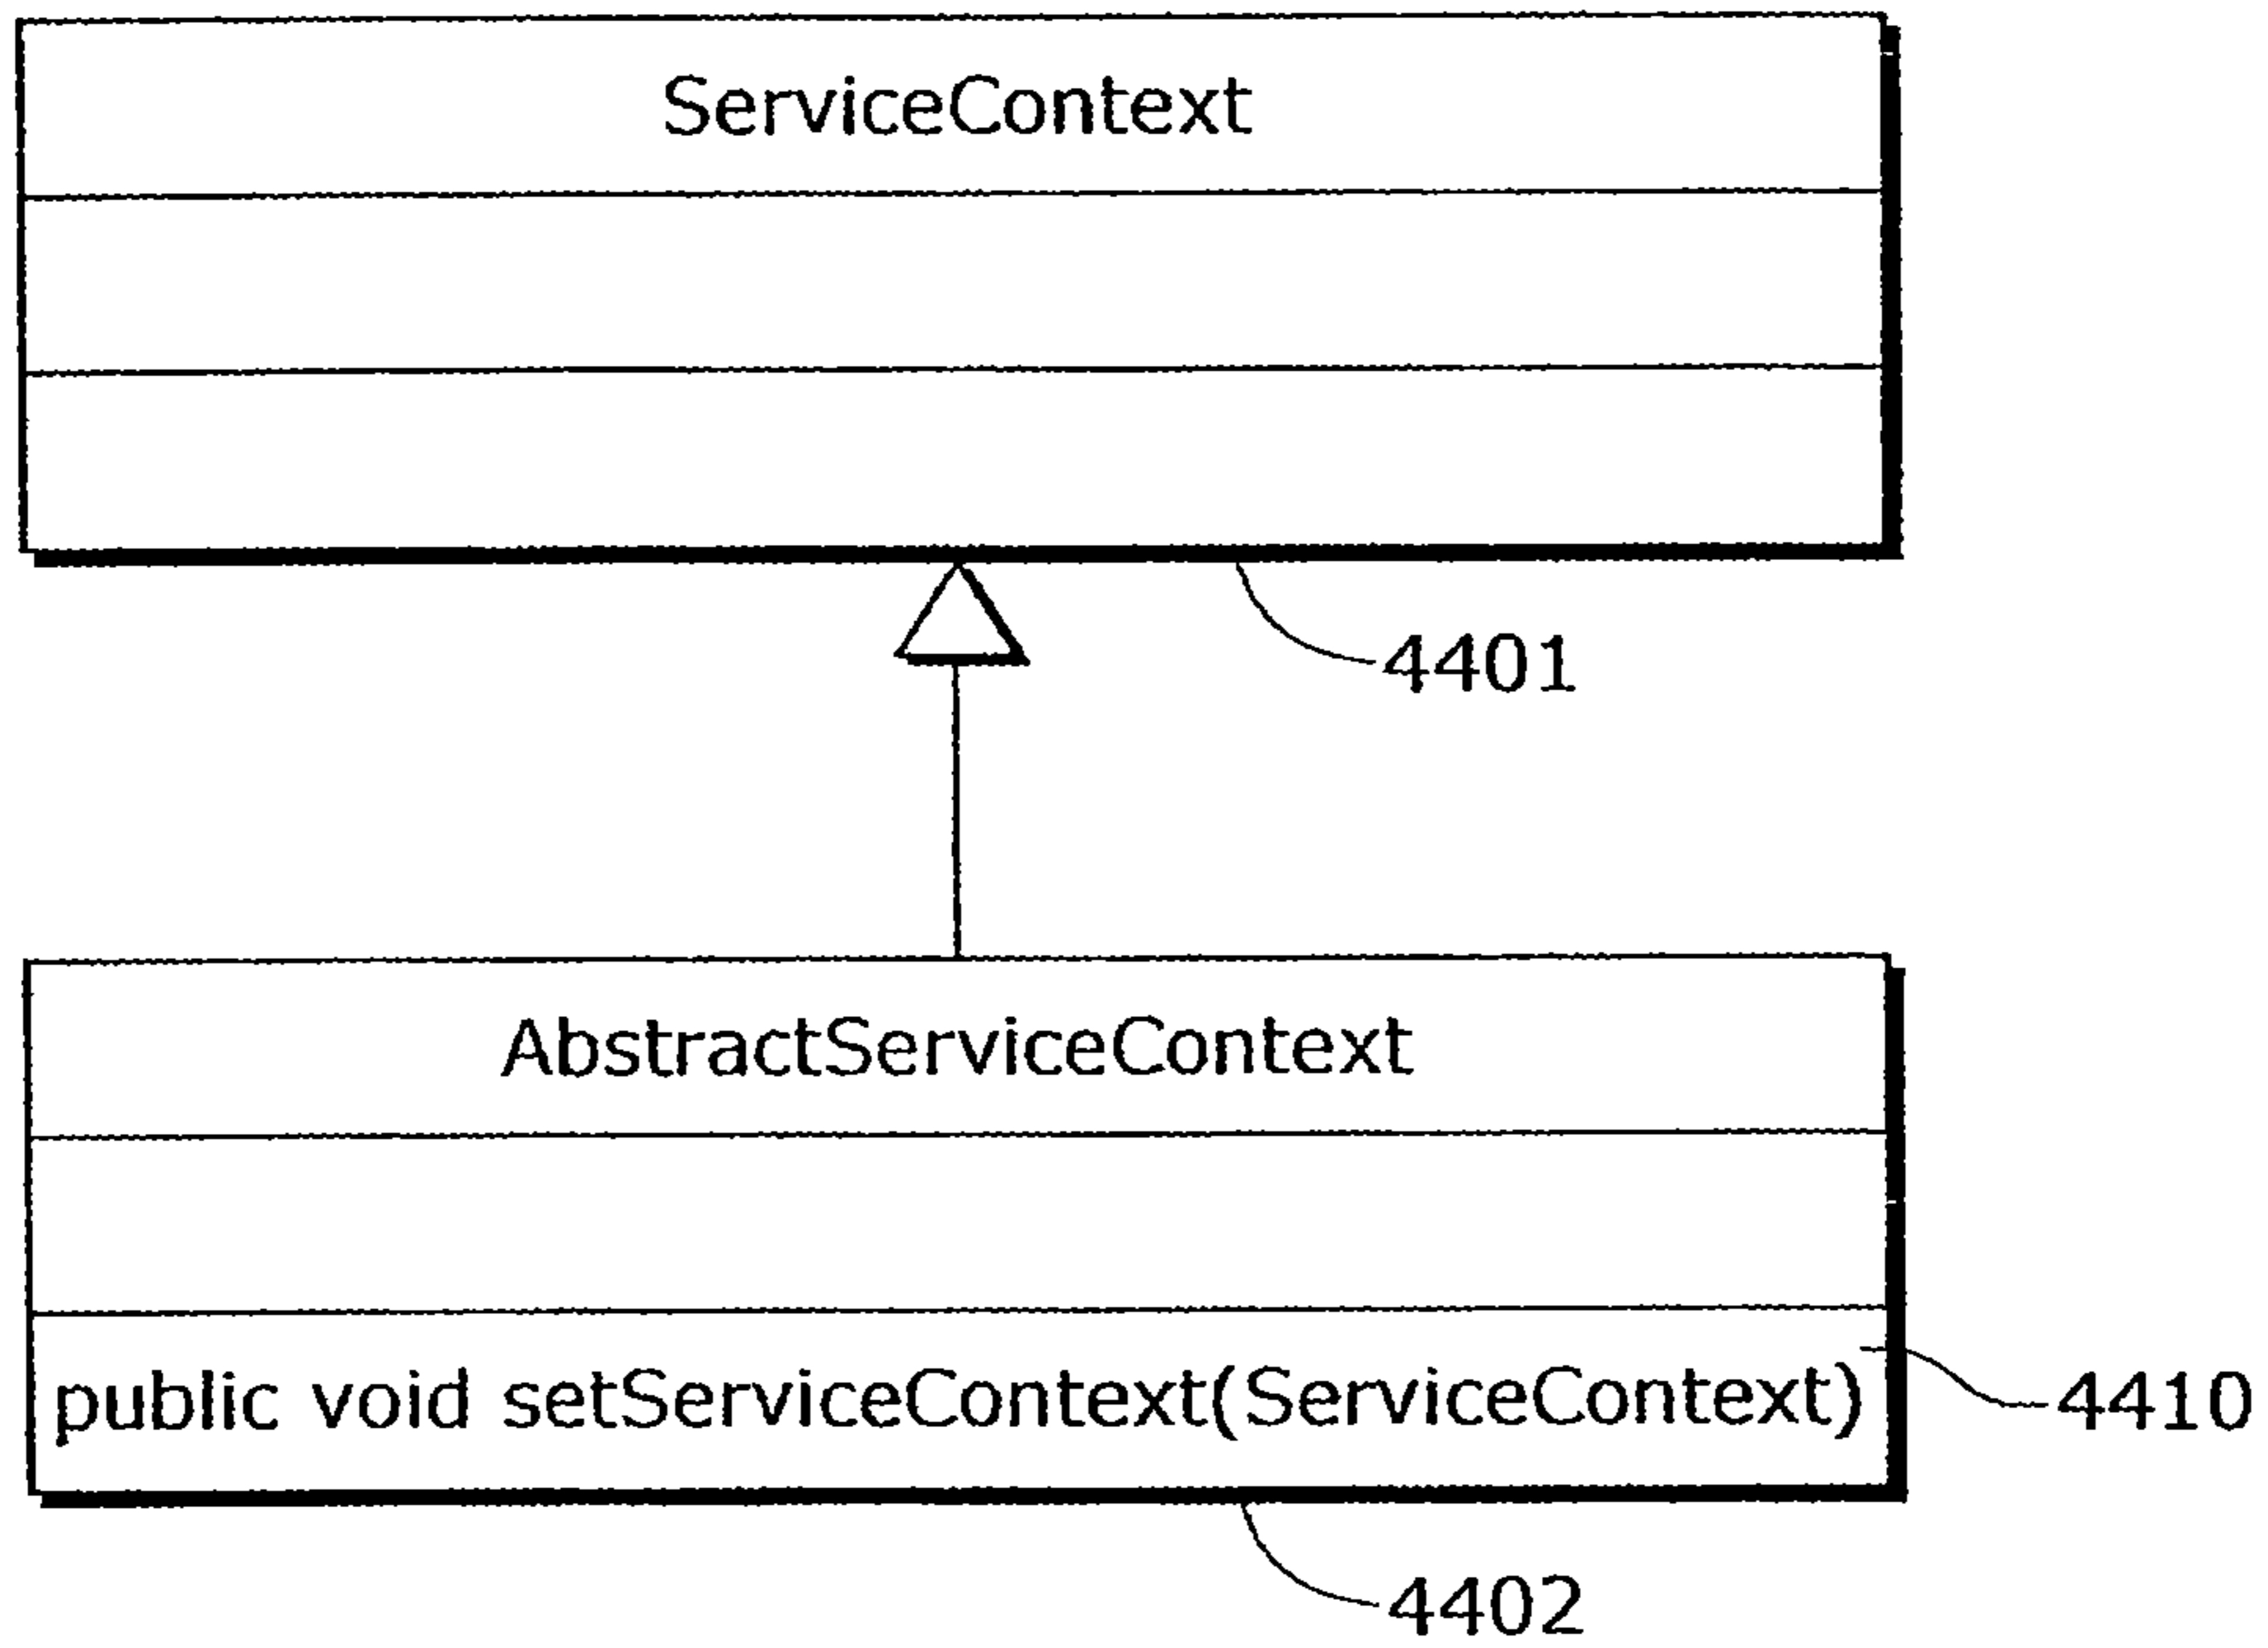 ServiceContext
4401
AbstractServiceContext
public void setServiceContext(ServiceContext)
4410
4402